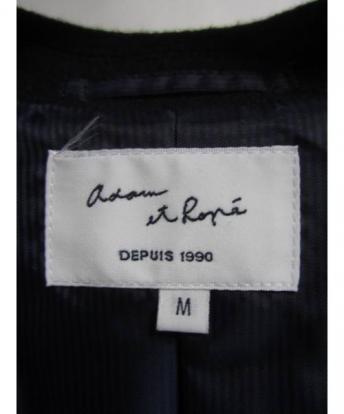 Adam
et Ropé
DEPUIS 1990
M